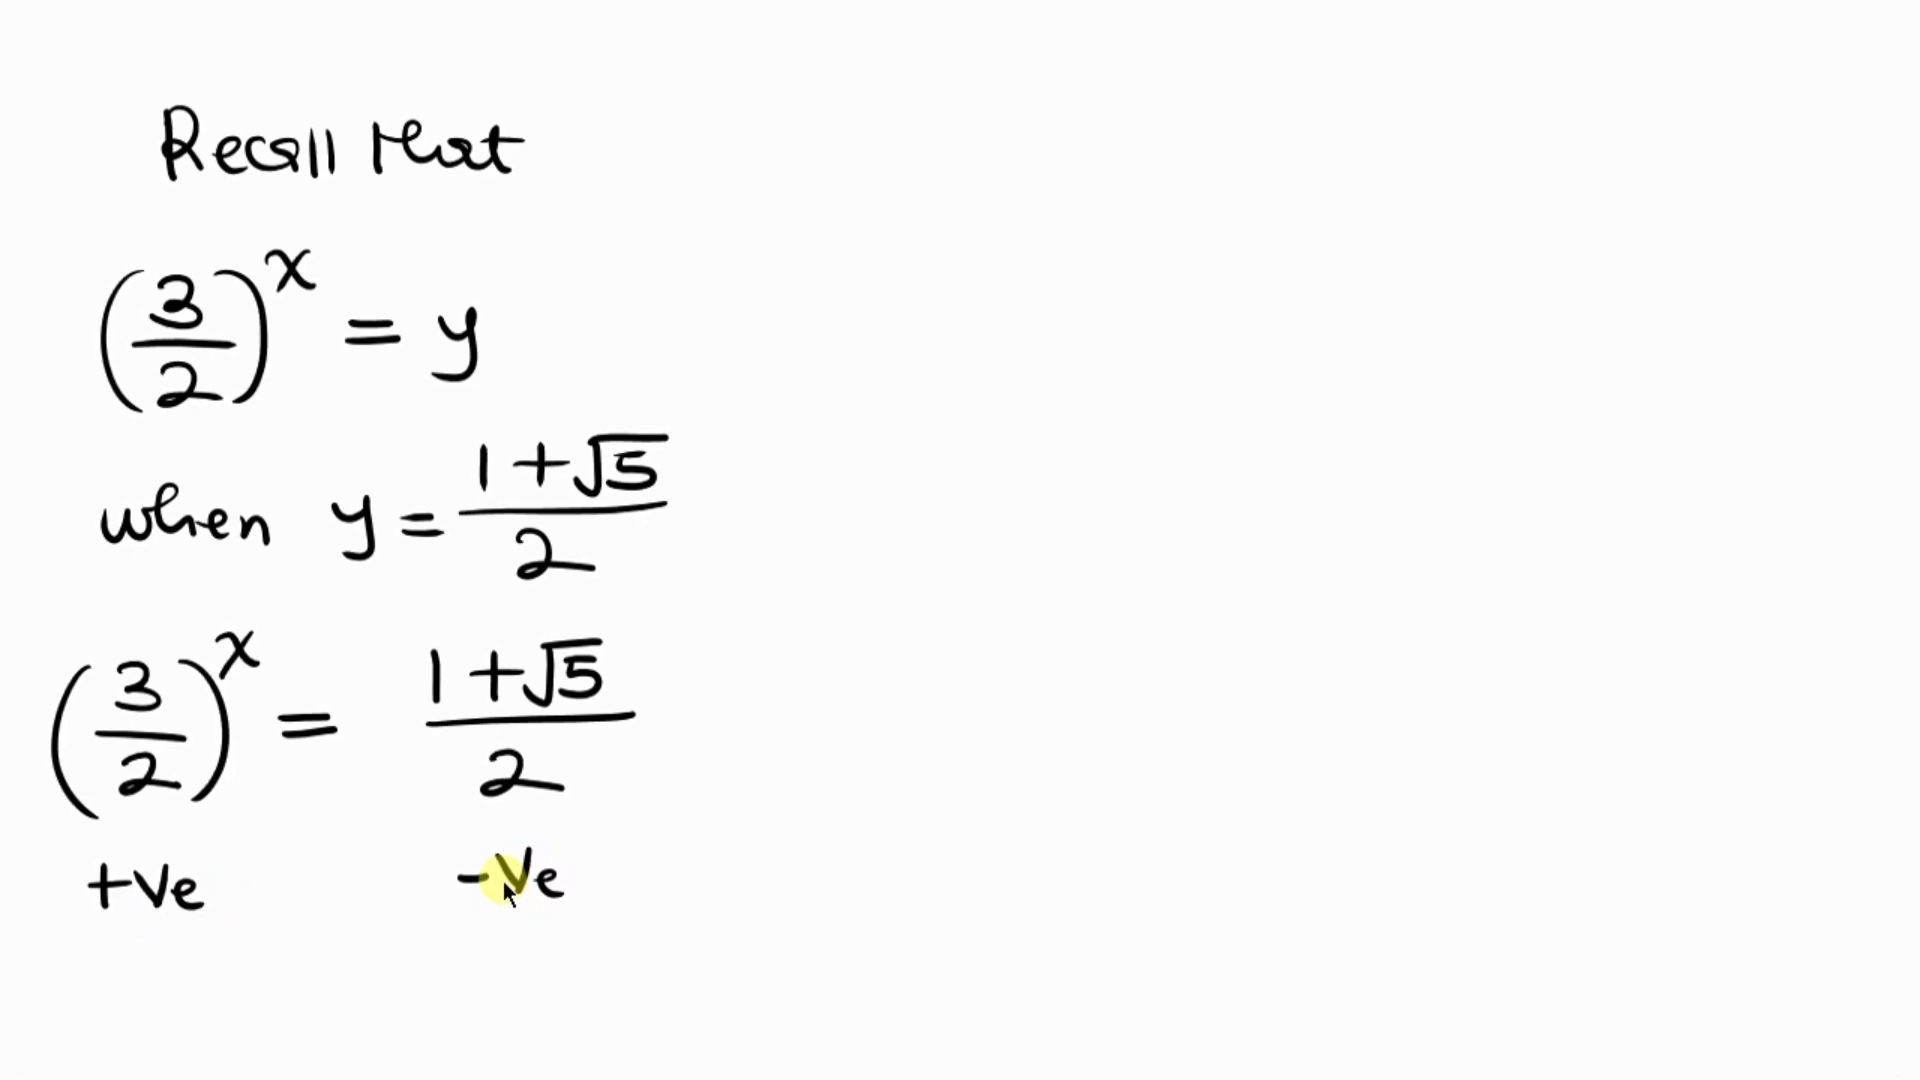 Recall that
(3/2)^x = y
when y = (1+√5)/2
(3/2)^x = (1+√5)/2
+ve -ve